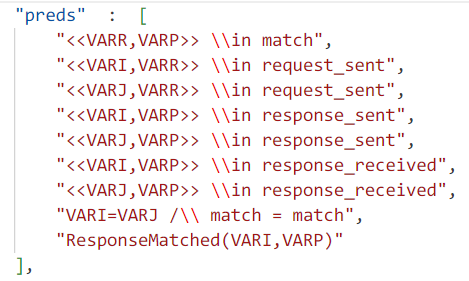 "preds"  :  [
    "<<VARR,VARP>> \\in match",
    "<<VARI,VARR>> \\in request_sent",
    "<<VARJ,VARR>> \\in request_sent",
    "<<VARI,VARP>> \\in response_sent",
    "<<VARJ,VARP>> \\in response_sent",
    "<<VARI,VARP>> \\in response_received",
    "<<VARJ,VARP>> \\in response_received",
    "VARI=VARJ /\\ match = match",
    "ResponseMatched(VARI,VARP)"
],